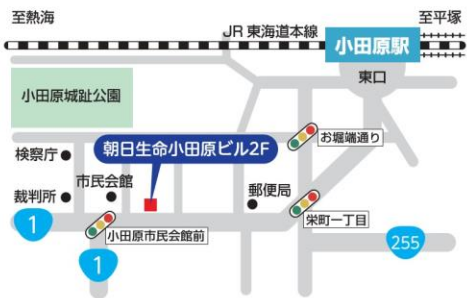 至熱海
至平塚
JR東海道本線
小田原駅
東口
小田原城趾公園
お堀端通り
検察庁
朝日生命小田原ビル2F
市民会館
裁判所
郵便局
栄町一丁目
1
小田原市民会館前
255
1